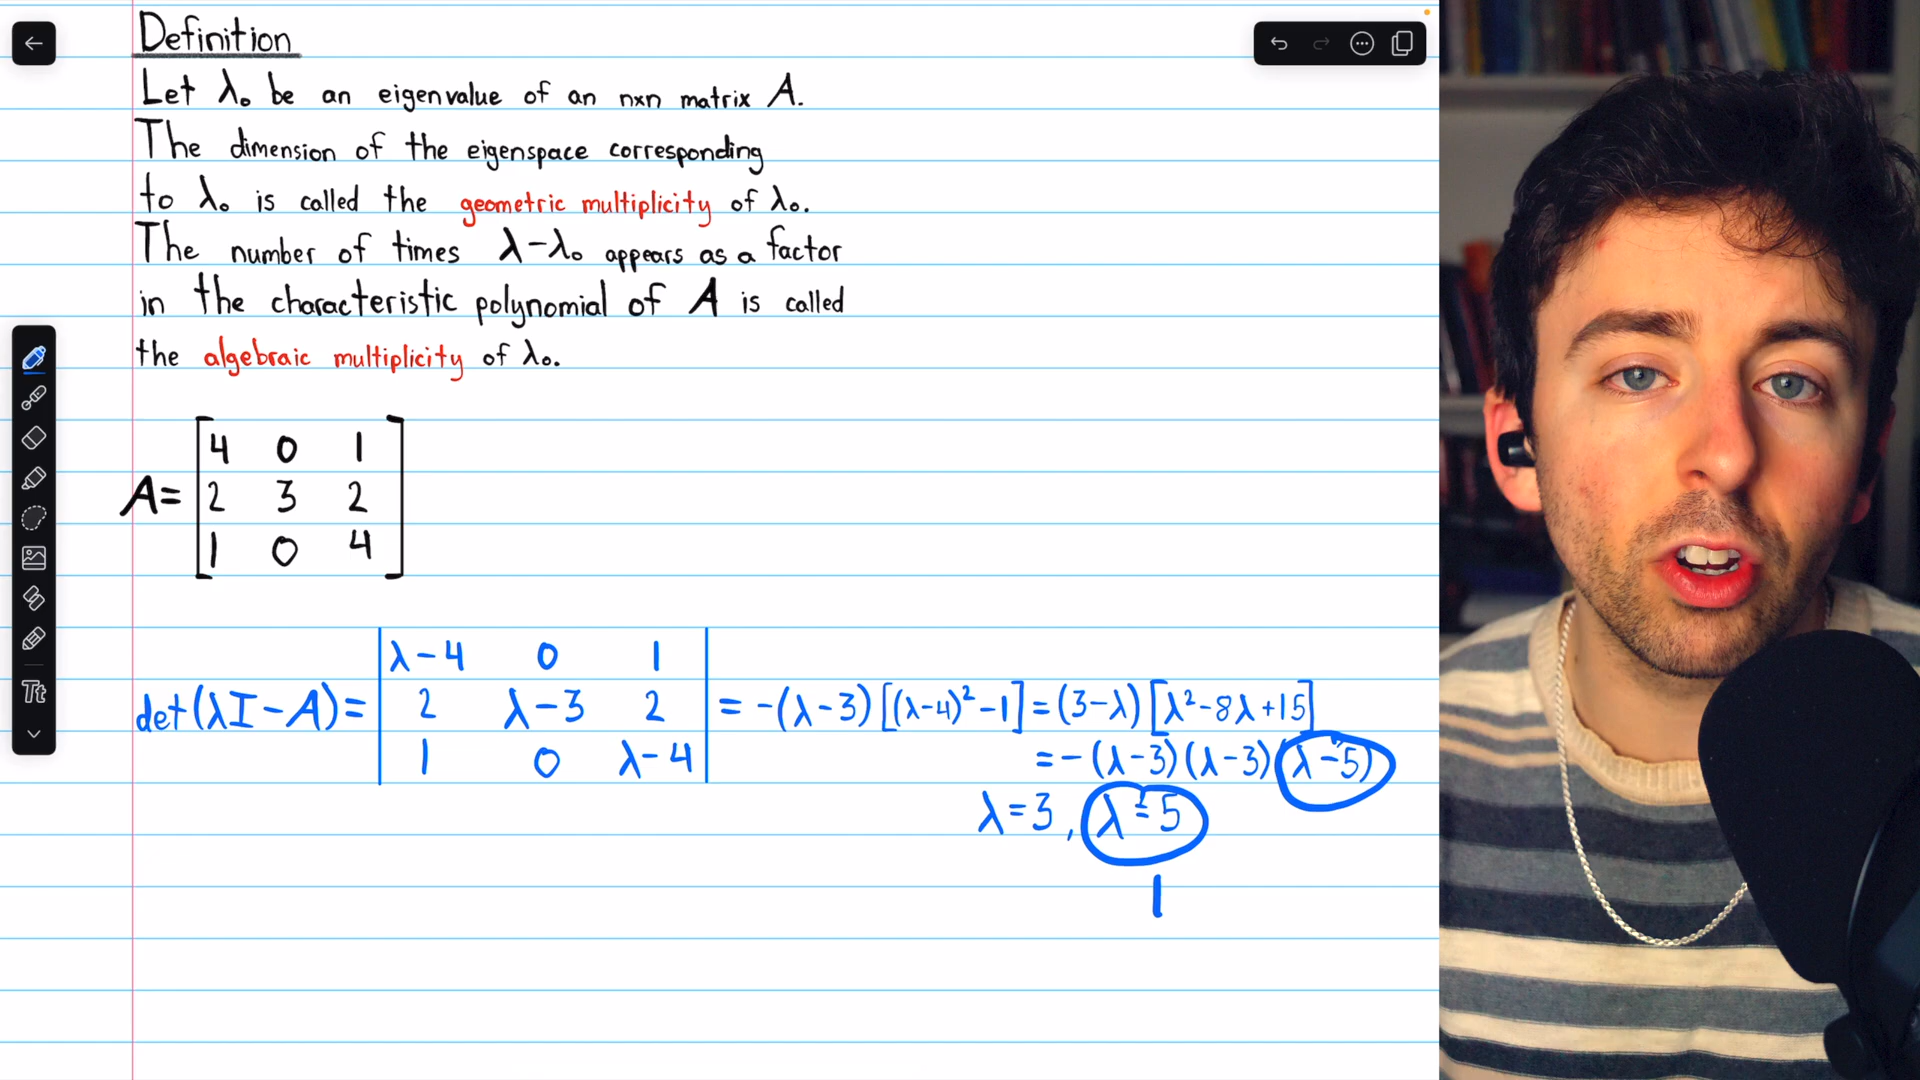 Definition
Let λ₀ be an eigenvalue of an n×n matrix A.
The dimension of the eigenspace corresponding
to λ₀ is called the geometric multiplicity of λ₀.
The number of times λ-λ₀ appears as a factor
in the characteristic polynomial of A is called
the algebraic multiplicity of λ₀.
4 0 1
A= 2 3 2
1 0 4
λ-4 0 1
det(λI-A)= 2 λ-3 2 = -(λ-3)[(λ-4)²-1]=(3-λ)[λ²-8λ+15]
1 0 λ-4 =-(λ-3)(λ-3)(λ-5)
λ=3, λ=5
1
Tt